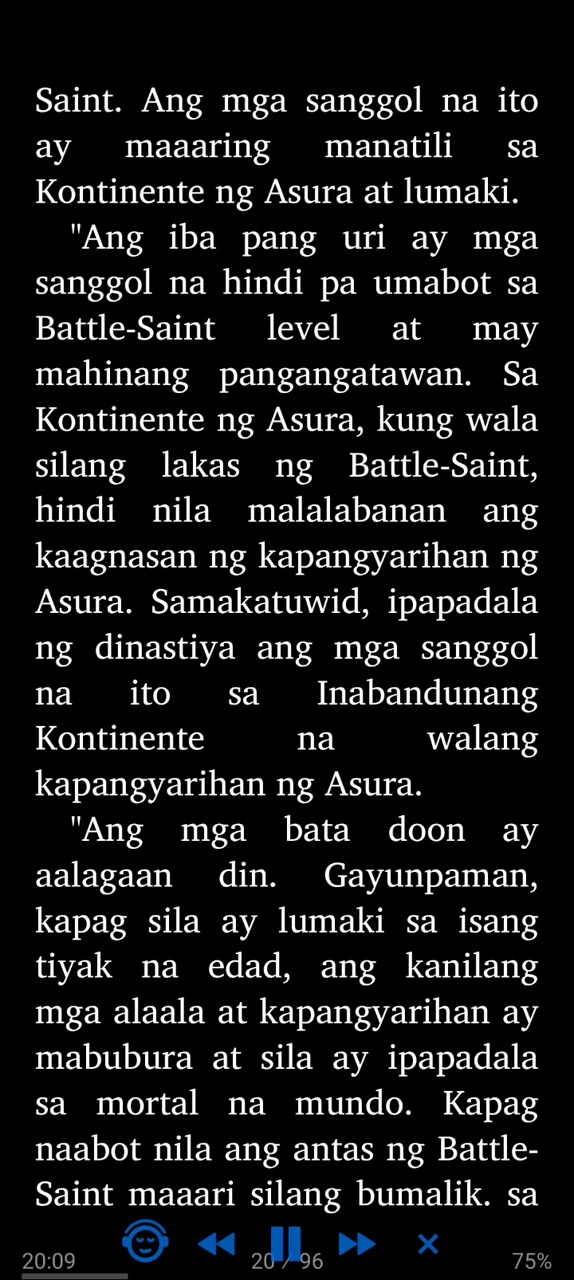 Saint. Ang mga sanggol na ito
ay maaaring manatili sa
Kontinente ng Asura at lumaki.
"Ang iba pang uri ay mga
sanggol na hindi pa umabot sa
Battle-Saint level at may
mahinang pangangatawan. Sa
Kontinente ng Asura, kung wala
silang lakas ng Battle-Saint,
hindi nila malalabanan ang
kaagnasan ng kapangyarihan ng
Asura. Samakatuwid, ipapadala
ng dinastiya ang mga sanggol
na ito sa Inabandunang
Kontinente na walang
kapangyarihan ng Asura.
"Ang mga bata doon ay
aalagaan din. Gayunpaman,
kapag sila ay lumaki sa isang
tiyak na edad, ang kanilang
mga alaala at kapangyarihan ay
mabubura at sila ay ipapadala
sa mortal na mundo. Kapag
naabot nila ang antas ng Battle-
Saint maaari silang bumalik. sa
20:09 20 / 96 75%